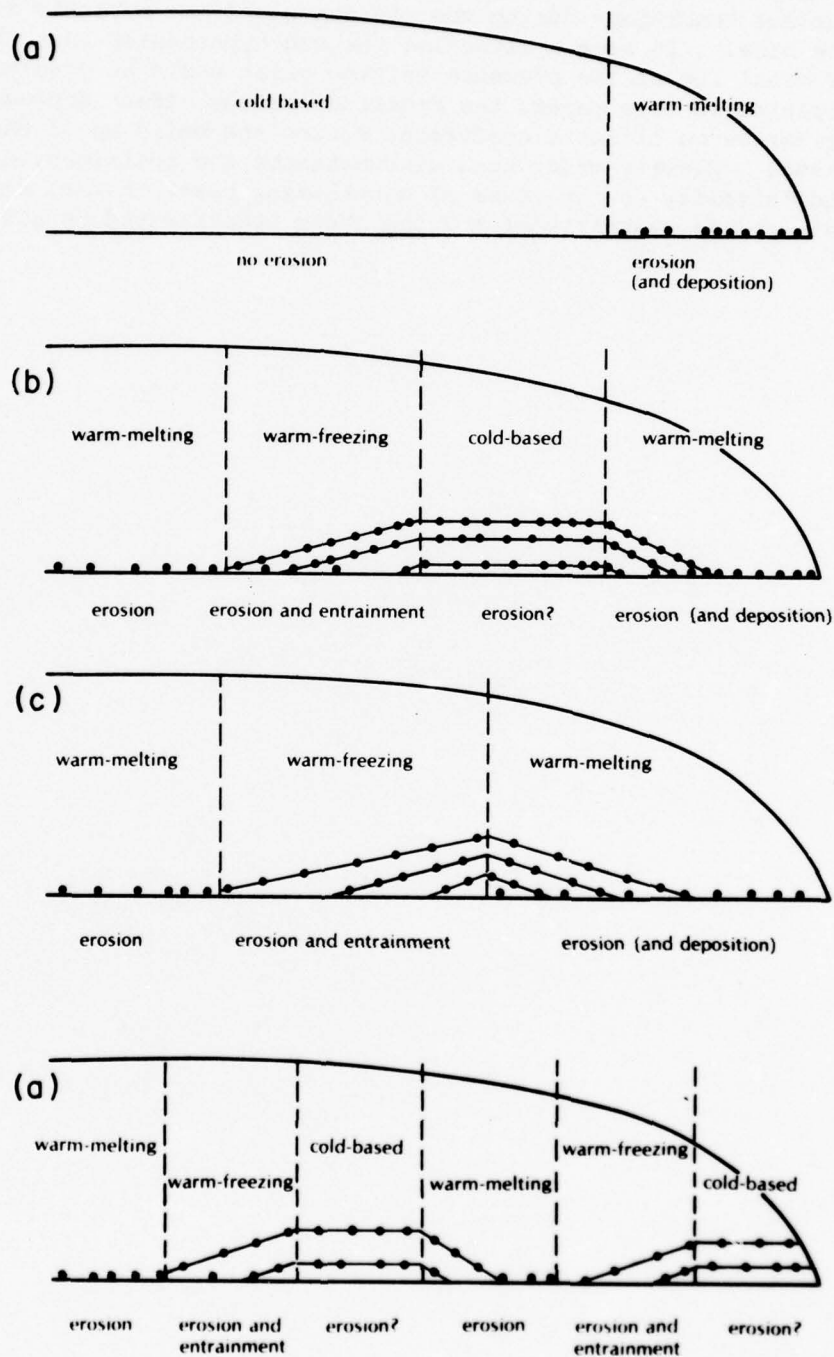 (a)
cold-based
warm-melting
no erosion
erosion
(and deposition)
(b)
warm-melting
warm-freezing
cold-based
warm-melting
erosion
erosion and entrainment
erosion?
erosion (and deposition)
(c)
warm-melting
warm-freezing
warm-melting
erosion
erosion and entrainment
erosion (and deposition)
(a)
warm-melting
warm-freezing
cold-based
warm-melting
warm-freezing
cold-based
erosion
erosion and
entrainment
erosion?
erosion
erosion and
entrainment
erosion?